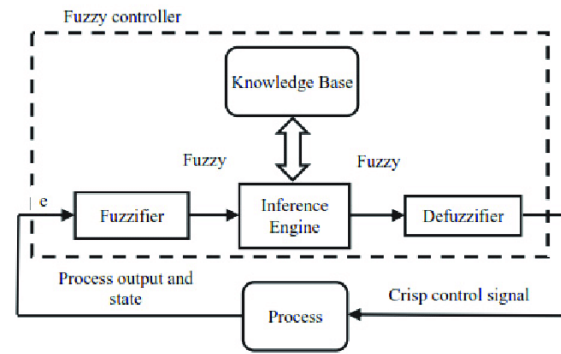 Fuzzy controller
Knowledge Base
Fuzzy
Fuzzy
e
Fuzzifier
Inference
Engine
Defuzzifier
Process output and
state
Process
Crisp control signal